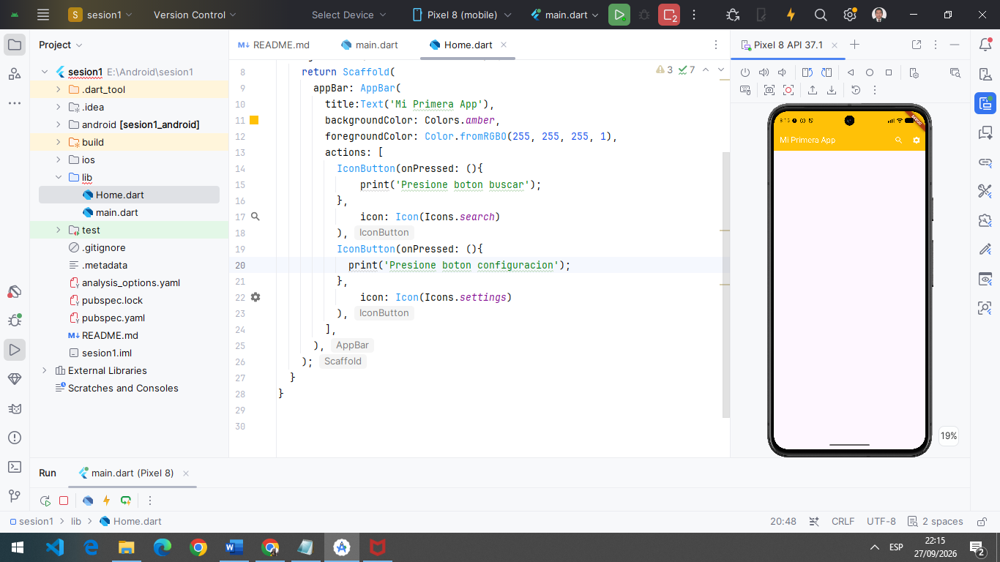 S sesion1 Version Control Select Device Pixel 8 (mobile) main.dart 2
Project
README.md main.dart Home.dart
Pixel 8 API 37.1
sesion1 E:\Android\sesion1
.dart_tool
.idea
android [sesion1_android]
build
ios
lib
Home.dart
main.dart
test
.gitignore
.metadata
analysis_options.yaml
pubspec.lock
pubspec.yaml
README.md
sesion1.iml
External Libraries
Scratches and Consoles
3 7
8 return Scaffold(
9 appBar: AppBar(
10 title:Text('Mi Primera App'),
11 backgroundColor: Colors.amber,
12 foregroundColor: Color.fromRGBO(255, 255, 255, 1),
13 actions: [
14 IconButton(onPressed: (){
15 print('Presione boton buscar');
16 },
17 icon: Icon(Icons.search)
18 ), IconButton
19 IconButton(onPressed: (){
20 print('Presione boton configuracion');
21 },
22 icon: Icon(Icons.settings)
23 ), IconButton
24 ],
25 ), AppBar
26 ); Scaffold
27 }
28 }
29
30
Mi Primera App
19%
Run main.dart (Pixel 8)
sesion1 lib Home.dart
20:48 CRLF UTF-8 2 spaces
ESP
22:15
27/09/2026
2